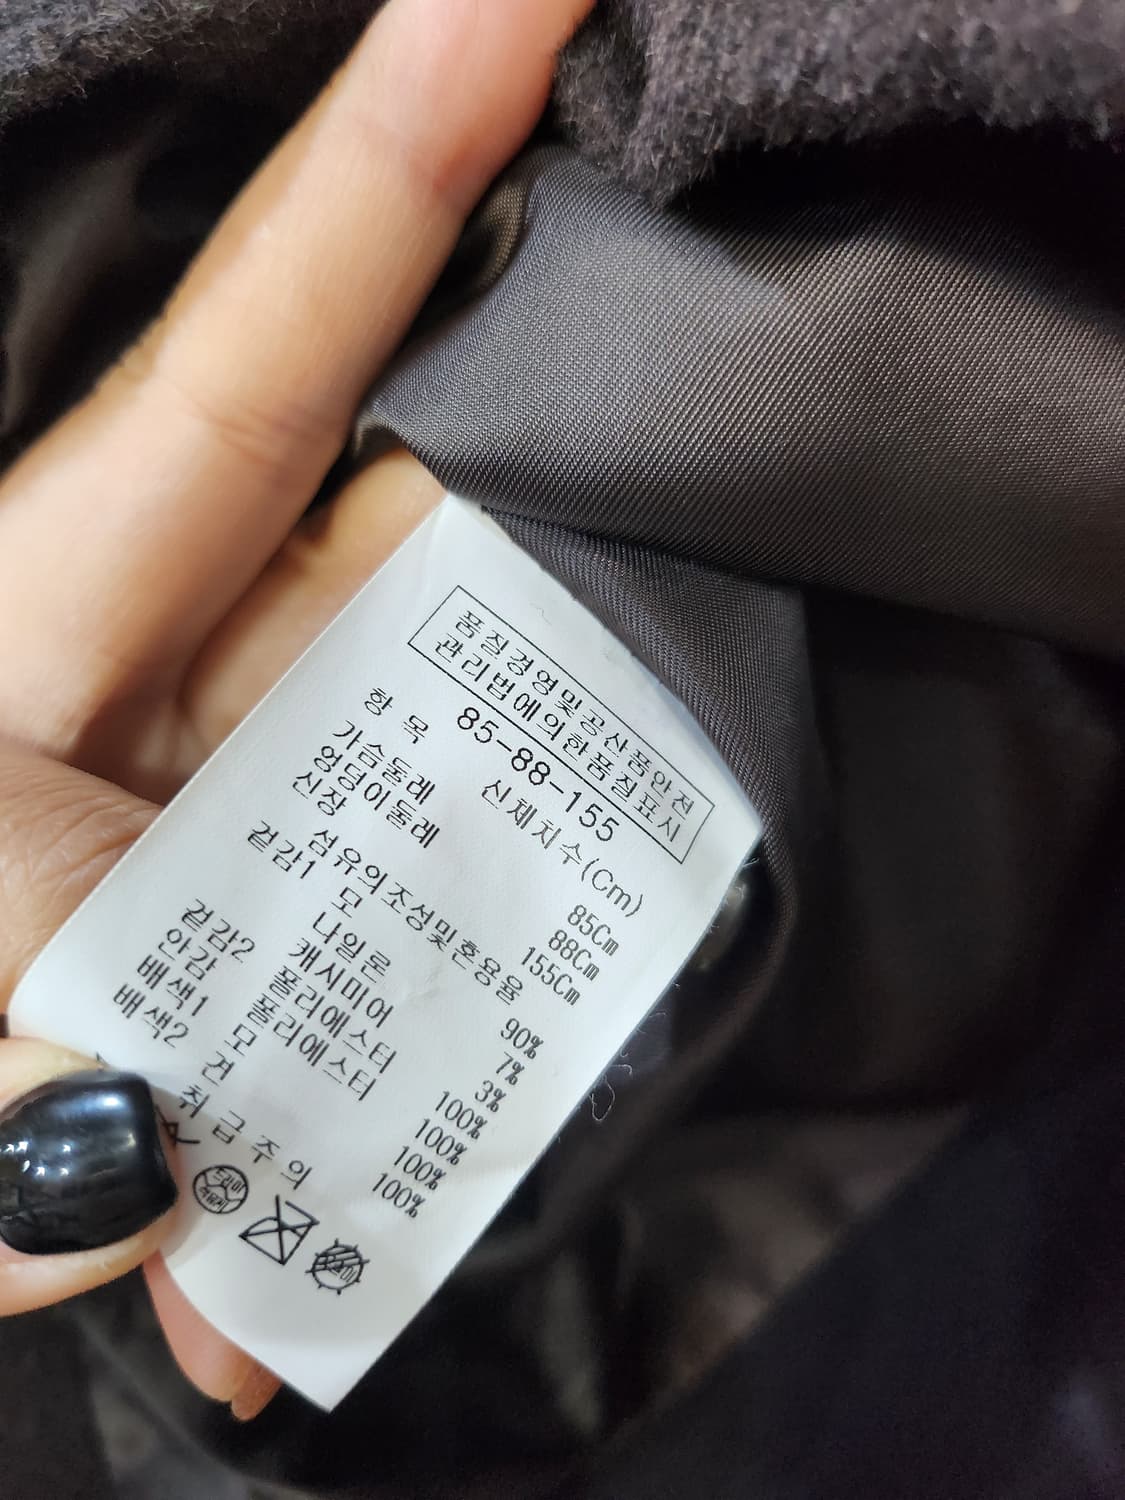 품질경영및공산품안전
관리법에의한품질표시
85-88-155
항 목 신체치수(Cm)
가슴둘레 85Cm
엉덩이둘레 88Cm
신장 155Cm
섬유의조성및혼용율
겉감1 모 90%
나일론 7%
캐시미어 3%
겉감2 폴리에스터 100%
안감 폴리에스터 100%
배색1 모 100%
배색2 견 100%
취 급 주 의
드라이